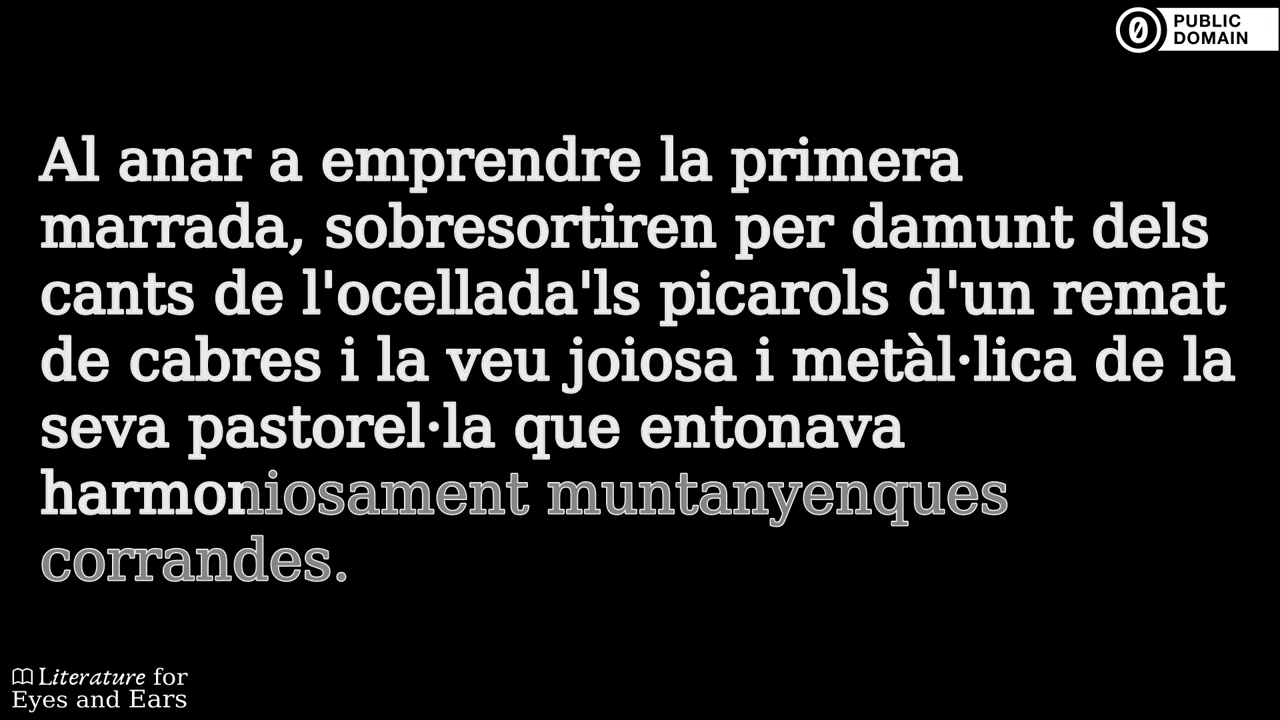 PUBLIC
DOMAIN
Al anar a emprendre la primera
marrada, sobresortiren per damunt dels
cants de l'ocellada'ls picarols d'un remat
de cabres i la veu joiosa i metàl·lica de la
seva pastorel·la que entonava
harmoniosament muntanyenques
corrandes.
Literature for
Eyes and Ears